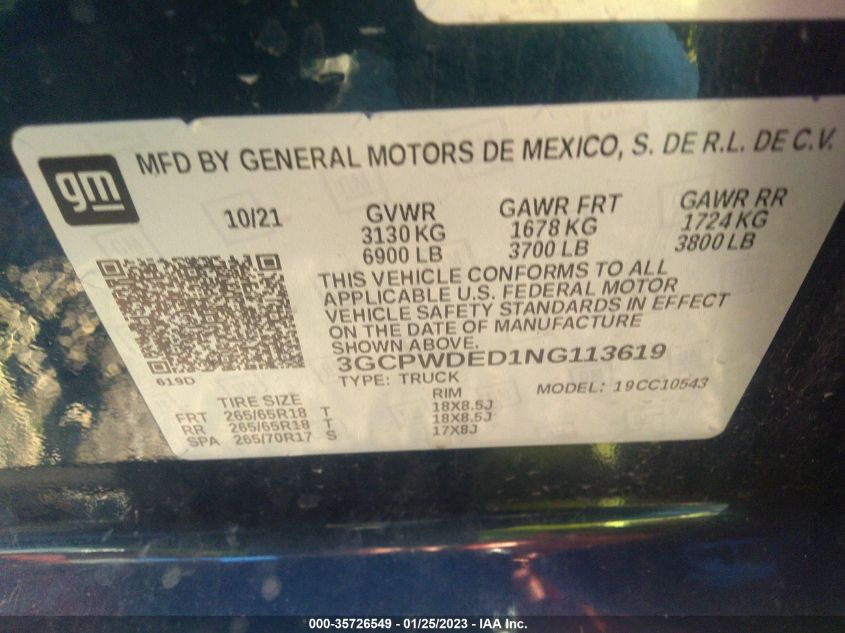 gm
MFD BY GENERAL MOTORS DE MEXICO, S. DE R.L. DE C.V.
10/21 GVWR GAWR FRT GAWR RR
3130 KG 1678 KG 1724 KG
6900 LB 3700 LB 3800 LB
THIS VEHICLE CONFORMS TO ALL
APPLICABLE U.S. FEDERAL MOTOR
VEHICLE SAFETY STANDARDS IN EFFECT
ON THE DATE OF MANUFACTURE
SHOWN ABOVE.
3GCPWDED1NG113619
619D
TYPE: TRUCK MODEL: 19CC10543
TIRE SIZE RIM
FRT 265/65R18 T 18X8.5J
RR 265/65R18 T 18X8.5J
SPA 265/70R17 S 17X8J
000-35726549 / 01/25/2023 - IAA Inc.